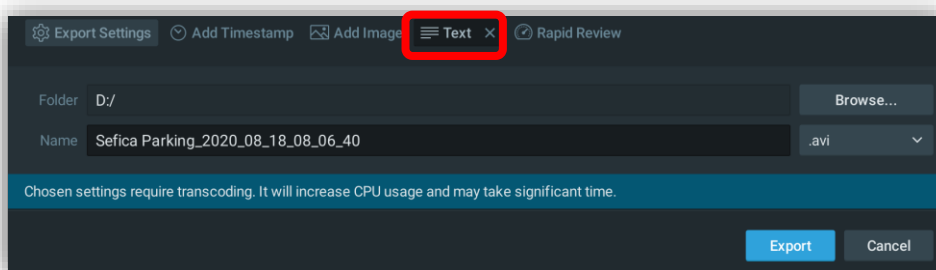 Export Settings Add Timestamp Add Image Text × Rapid Review
Folder D:/ Browse...
Name Sefica Parking_2020_08_18_08_06_40 .avi
Chosen settings require transcoding. It will increase CPU usage and may take significant time.
Export Cancel